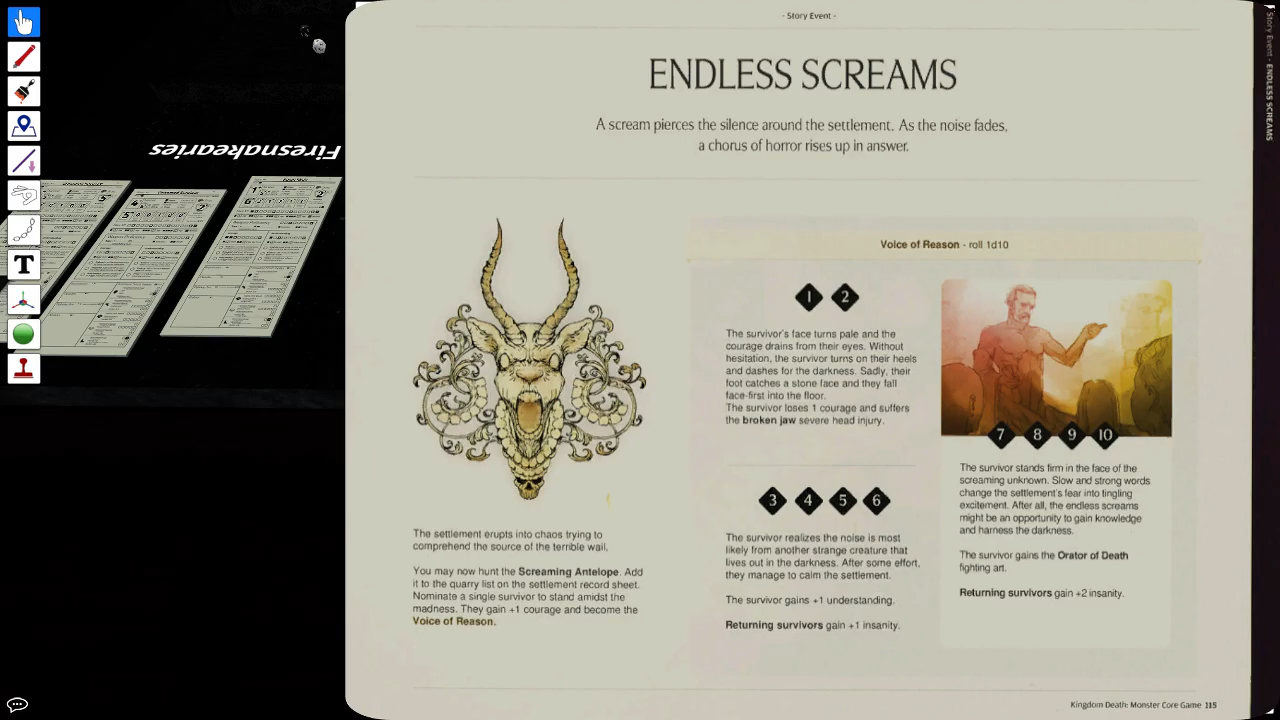 - Story Event -
ENDLESS SCREAMS
A scream pierces the silence around the settlement. As the noise fades,
a chorus of horror rises up in answer.
Story Event - ENDLESS SCREAMS
Firesnakearies
T
The settlement erupts into chaos trying to
comprehend the source of the terrible wail.
You may now hunt the Screaming Antelope. Add
it to the quarry list on the settlement record sheet.
Nominate a single survivor to stand amidst the
madness. They gain +1 courage and become the
Voice of Reason.
Voice of Reason - roll 1d10
1 2
The survivor's face turns pale and the
courage drains from their eyes. Without
hesitation, the survivor turns on their heels
and dashes for the darkness. Sadly, their
foot catches a stone face and they fall
face-first into the floor.
The survivor loses 1 courage and suffers
the broken jaw severe head injury.
3 4 5 6
The survivor realizes the noise is most
likely from another strange creature that
lives out in the darkness. After some effort,
they manage to calm the settlement.
The survivor gains +1 understanding.
Returning survivors gain +1 insanity.
7 8 9 10
The survivor stands firm in the face of the
screaming unknown. Slow and strong words
change the settlement's fear into tingling
excitement. After all, the endless screams
might be an opportunity to gain knowledge
and harness the darkness.
The survivor gains the Orator of Death
fighting art.
Returning survivors gain +2 insanity.
Kingdom Death: Monster Core Game 115